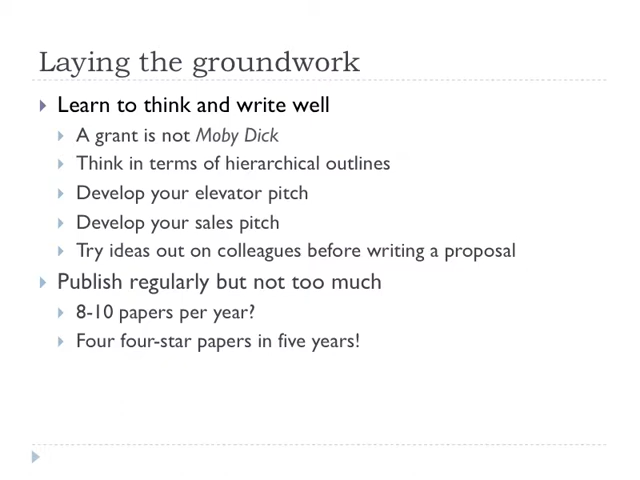 Laying the groundwork
Learn to think and write well
A grant is not Moby Dick
Think in terms of hierarchical outlines
Develop your elevator pitch
Develop your sales pitch
Try ideas out on colleagues before writing a proposal
Publish regularly but not too much
8-10 papers per year?
Four four-star papers in five years!